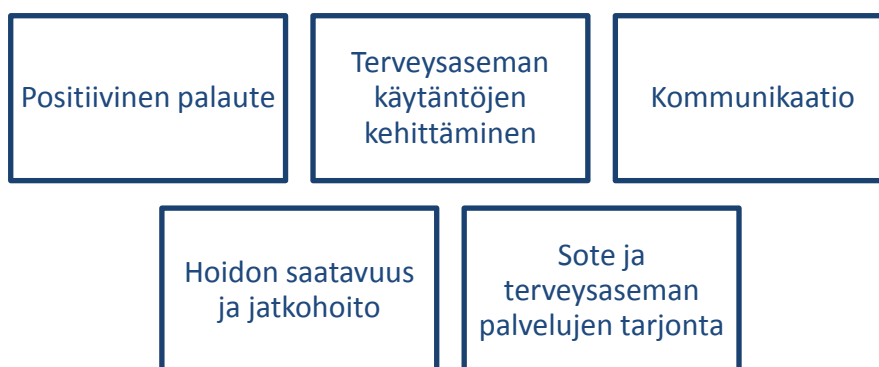 Positiivinen palaute
Terveysaseman
käytäntöjen
kehittäminen
Kommunikaatio
Hoidon saatavuus
ja jatkohoito
Sote ja
terveysaseman
palvelujen tarjonta